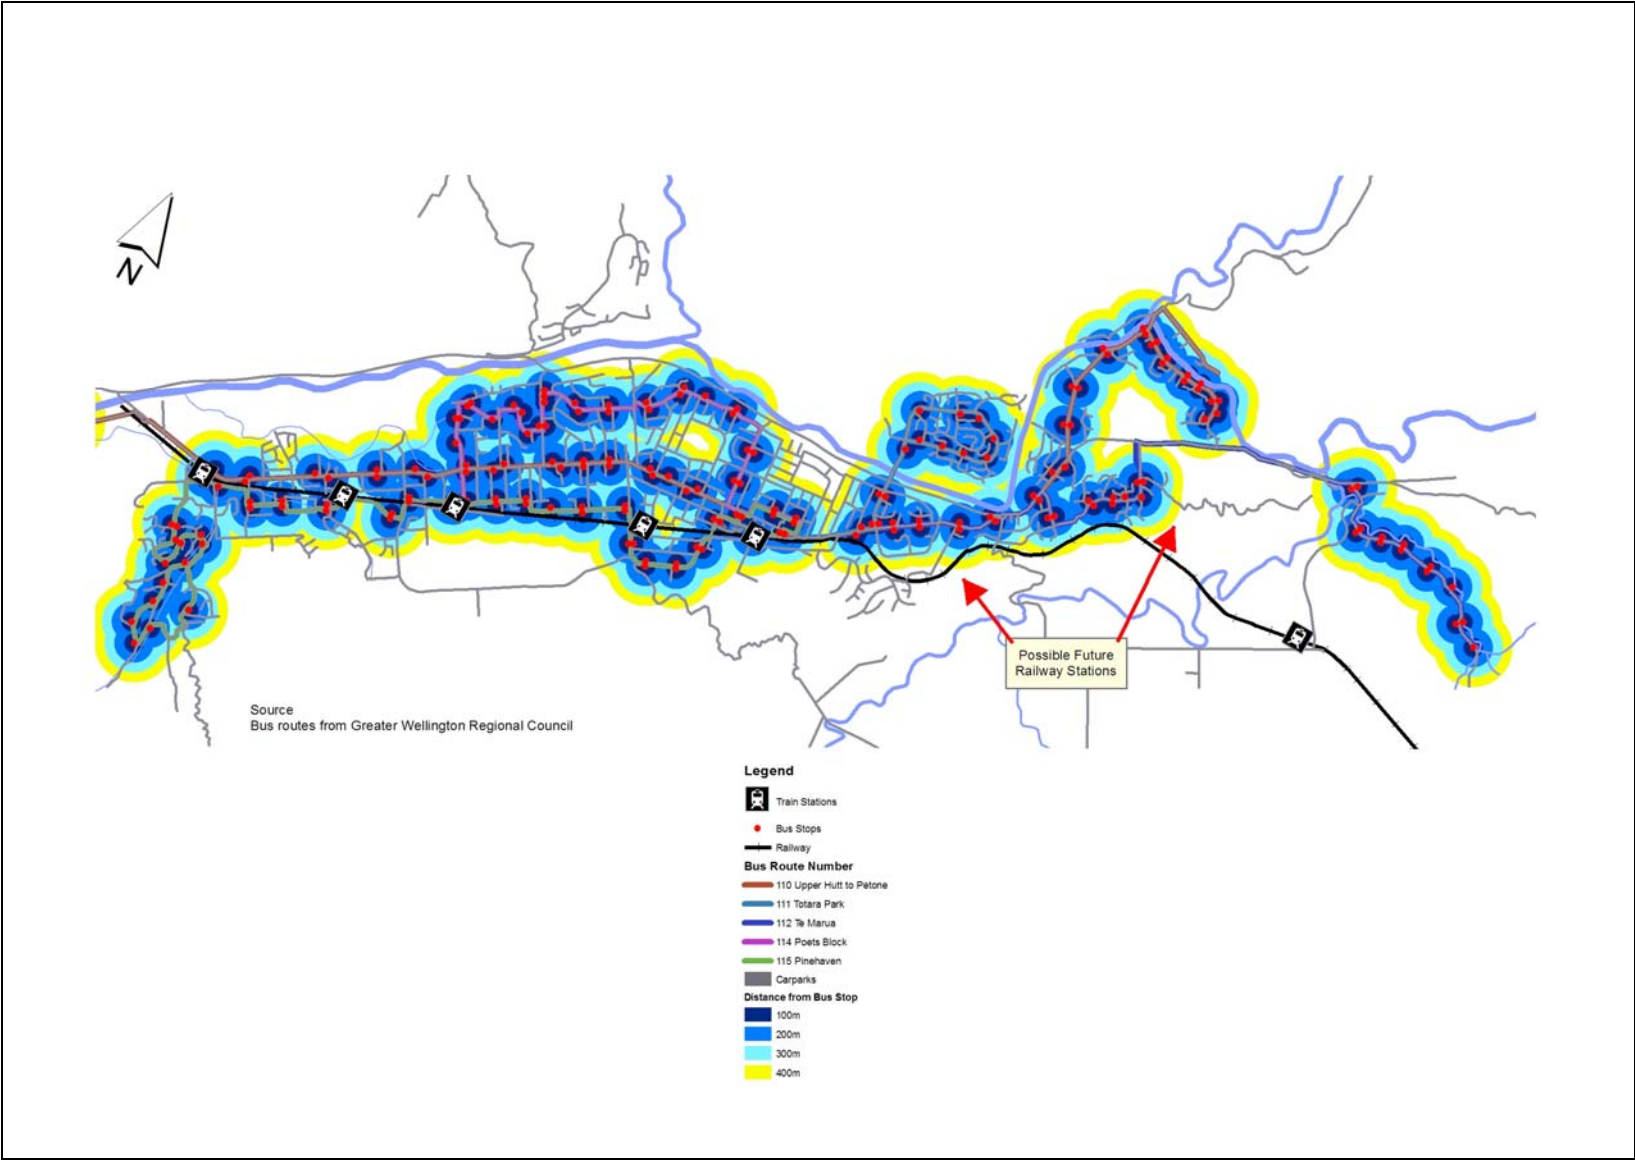 N
Possible Future
Railway Stations
Source
Bus routes from Greater Wellington Regional Council
Legend
Train Stations
Bus Stops
Railway
Bus Route Number
110 Upper Hutt to Petone
111 Totara Park
112 Te Marua
114 Poets Block
115 Pinehaven
Carparks
Distance from Bus Stop
100m
200m
300m
400m